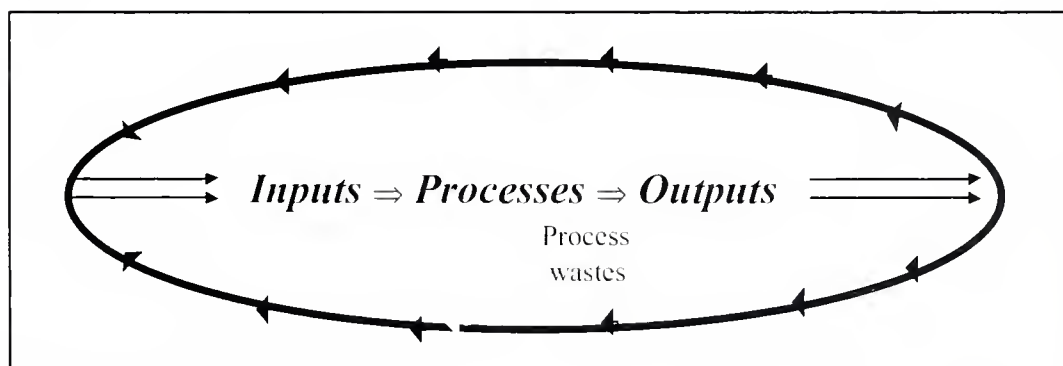 Inputs ⇒ Processes ⇒ Outputs
Process
wastes